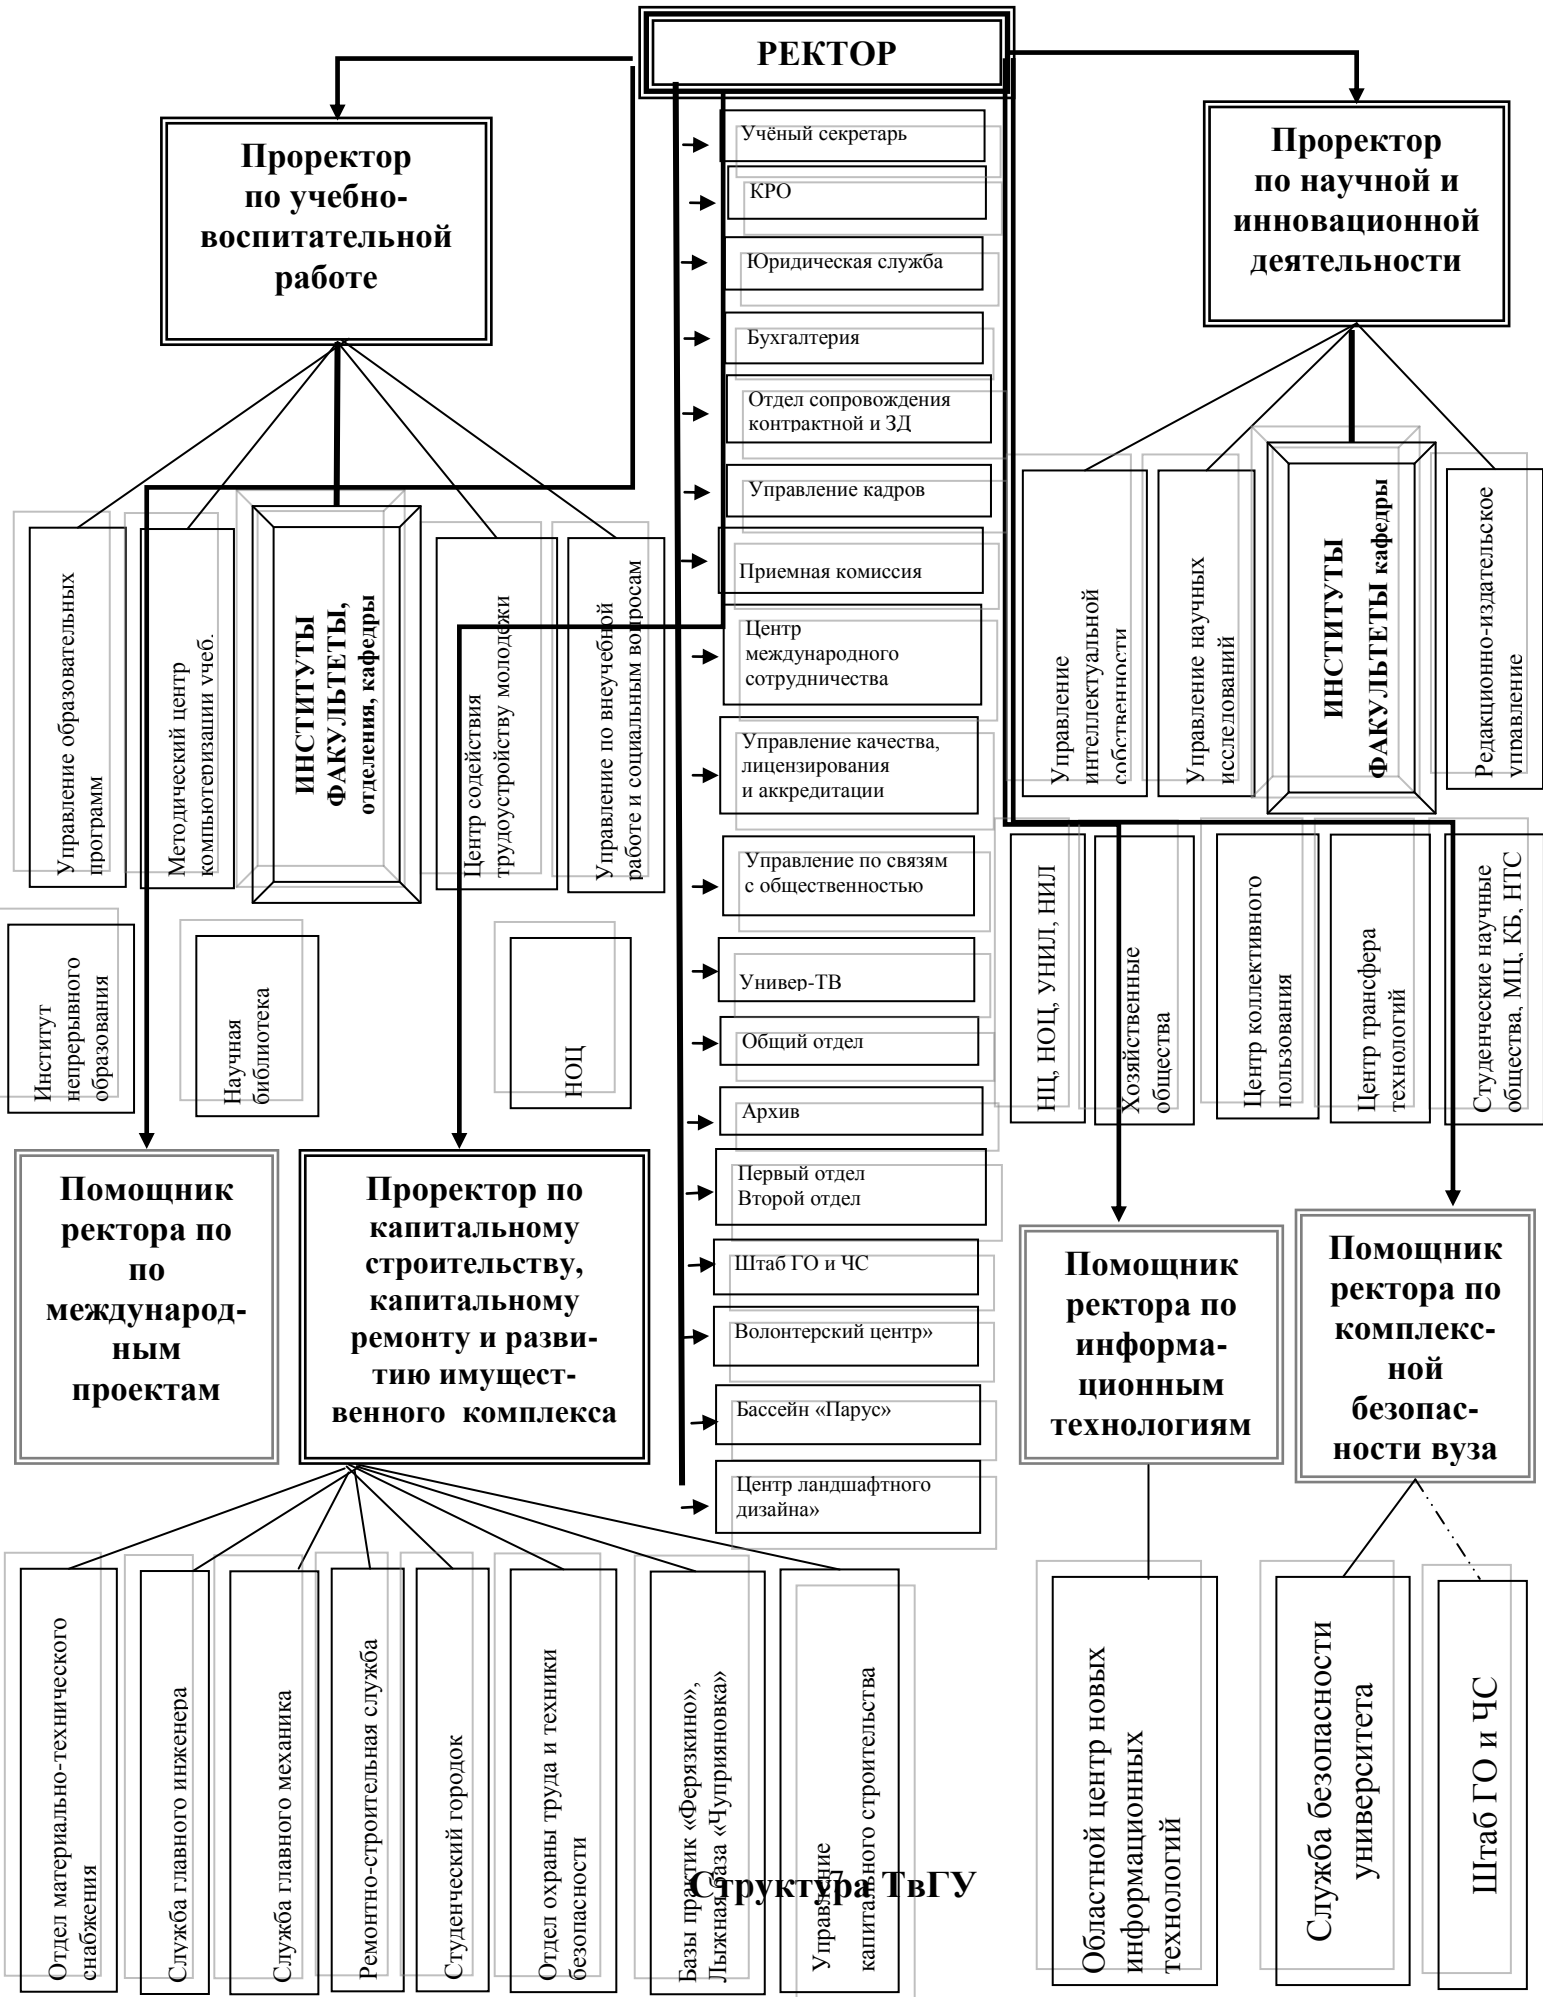 РЕКТОР
Проректор
по учебно-
воспитательной
работе
Проректор
по научной и
инновационной
деятельности
Учёный секретарь
КРО
Юридическая служба
Бухгалтерия
Отдел сопровождения
контрактной и ЗД
Управление кадров
Приемная комиссия
Центр
международного
сотрудничества
Управление качества,
лицензирования
и аккредитации
Управление по связям
с общественностью
Универ-ТВ
Общий отдел
Архив
Первый отдел
Второй отдел
Штаб ГО и ЧС
Волонтерский центр»
Бассейн «Парус»
Центр ландшафтного
дизайна»
Управление образовательных
программ
Методический центр
компьютеризации учеб.
ИНСТИТУТЫ
ФАКУЛЬТЕТЫ,
отделения, кафедры
Центр содействия
трудоустройству молодежи
Управление по внеучебной
работе и социальным вопросам
Управление
интеллектуальной
собственности
Управление научных
исследований
ИНСТИТУТЫ
ФАКУЛЬТЕТЫ кафедры
Редакционно-издательское
управление
Институт
непрерывного
образования
Научная
библиотека
НОЦ
НЦ, НОЦ, УНИЛ, НИЛ
Хозяйственные
общества
Центр коллективного
пользования
Центр трансфера
технологий
Студенческие научные
общества, МЦ, КБ, НТС
Помощник
ректора по
по
международ-
ным
проектам
Проректор по
капитальному
строительству,
капитальному
ремонту и разви-
тию имущест-
венного комплекса
Помощник
ректора по
информа-
ционным
технологиям
Помощник
ректора по
комплекс-
ной
безопас-
ности вуза
Отдел материально-технического
снабжения
Служба главного инженера
Служба главного механика
Ремонтно-строительная служба
Студенческий городок
Отдел охраны труда и техники
безопасности
Базы практик «Ферязкино»,
Лыжная база «Чуприяновка»
Управление
капитального строительства
Областной центр новых
информационных
технологий
Служба безопасности
университета
Штаб ГО и ЧС
7
Структура ТвГУ